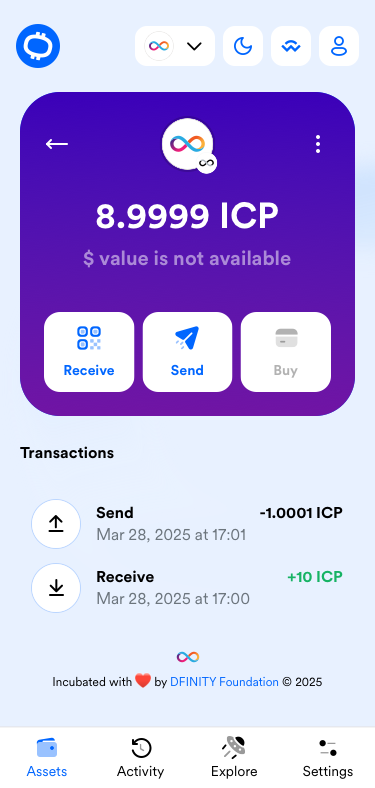 8.9999 ICP
$ value is not available
Receive
Send
Buy
Transactions
Send
-1.0001 ICP
Mar 28, 2025 at 17:01
Receive
+10 ICP
Mar 28, 2025 at 17:00
Incubated with ❤️ by DFINITY Foundation © 2025
Assets
Activity
Explore
Settings